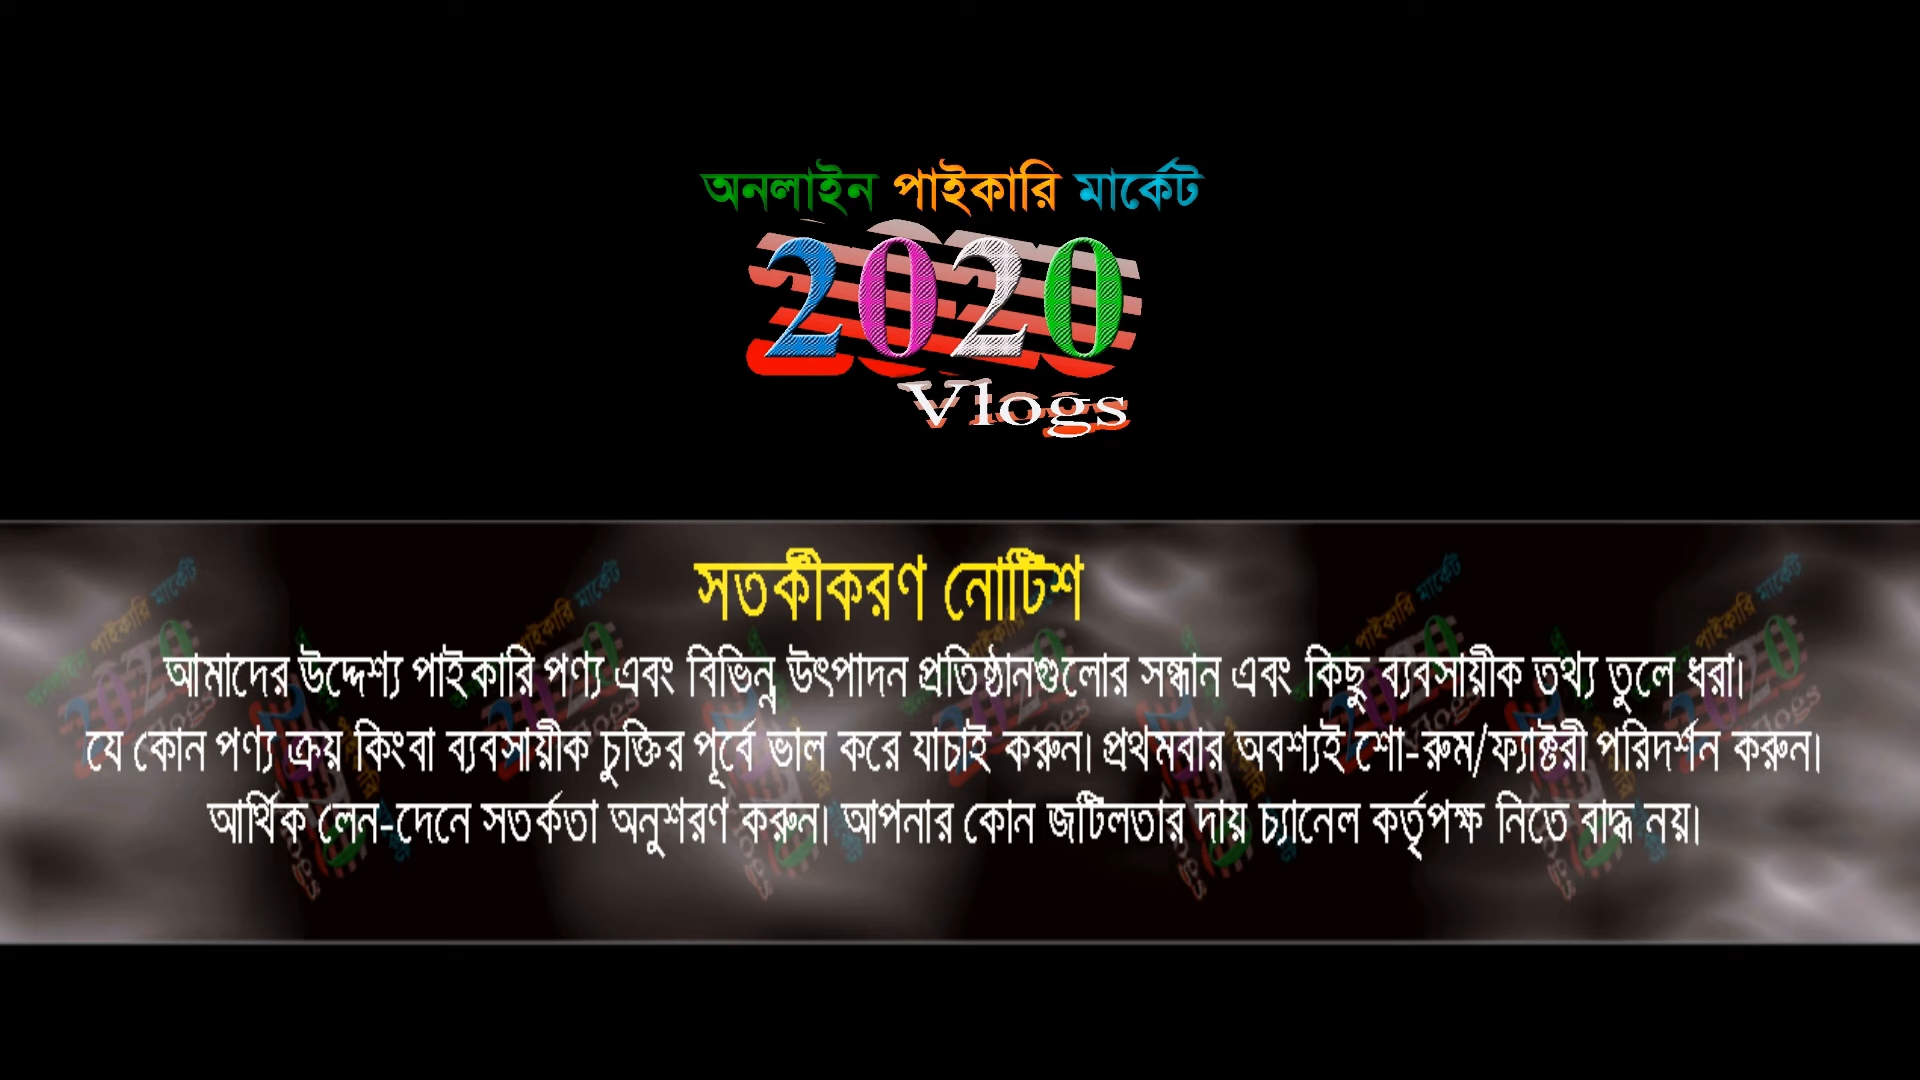 অনলাইন পাইকারি মার্কেট
2020
Vlogs
সতর্কীকরণ নোটিশ
আমাদের উদ্দেশ্য পাইকারি পণ্য এবং বিভিন্ন উৎপাদন প্রতিষ্ঠানগুলোর সন্ধান এবং কিছু ব্যবসায়ীক তথ্য তুলে ধরা।
যে কোন পণ্য ক্রয় কিংবা ব্যবসায়ীক চুক্তির পূর্বে ভাল করে যাচাই করুন। প্রথমবার অবশ্যই শো-রুম/ফ্যাক্টরী পরিদর্শন করুন।
আর্থিক লেন-দেনে সতর্কতা অনুশরণ করুন। আপনার কোন জটিলতার দায় চ্যানেল কর্তৃপক্ষ নিতে বাদ্ধ নয়।